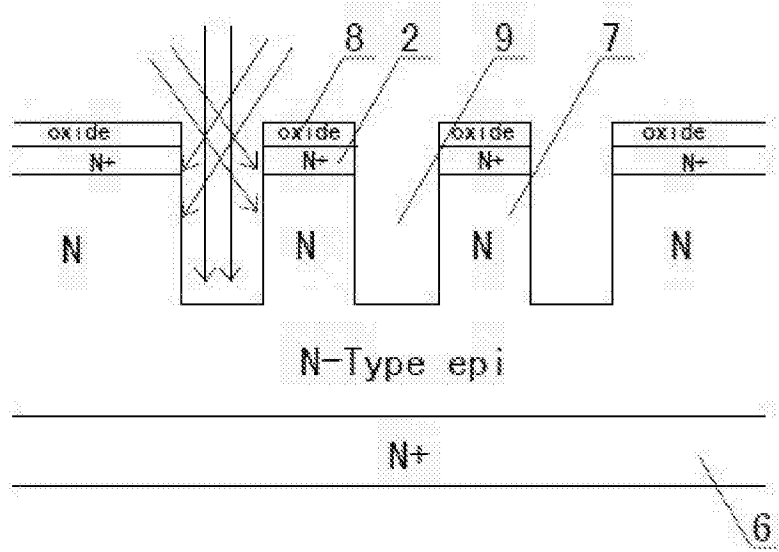 8 2 9 7
oxide oxide oxide oxide
N+ N+ N+ N+
N N N N
N-Type epi
N+
6